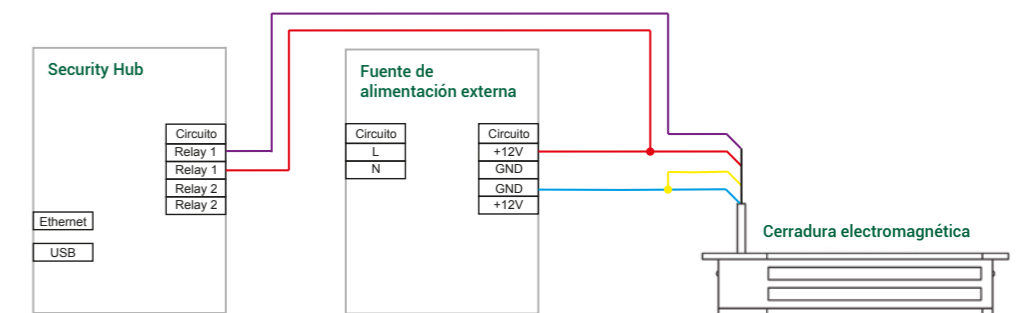 Security Hub
Circuito
Relay 1
Relay 1
Relay 2
Relay 2
Ethernet
USB
Fuente de
alimentación externa
Circuito
L
N
Circuito
+12V
GND
GND
+12V
Cerradura electromagnética